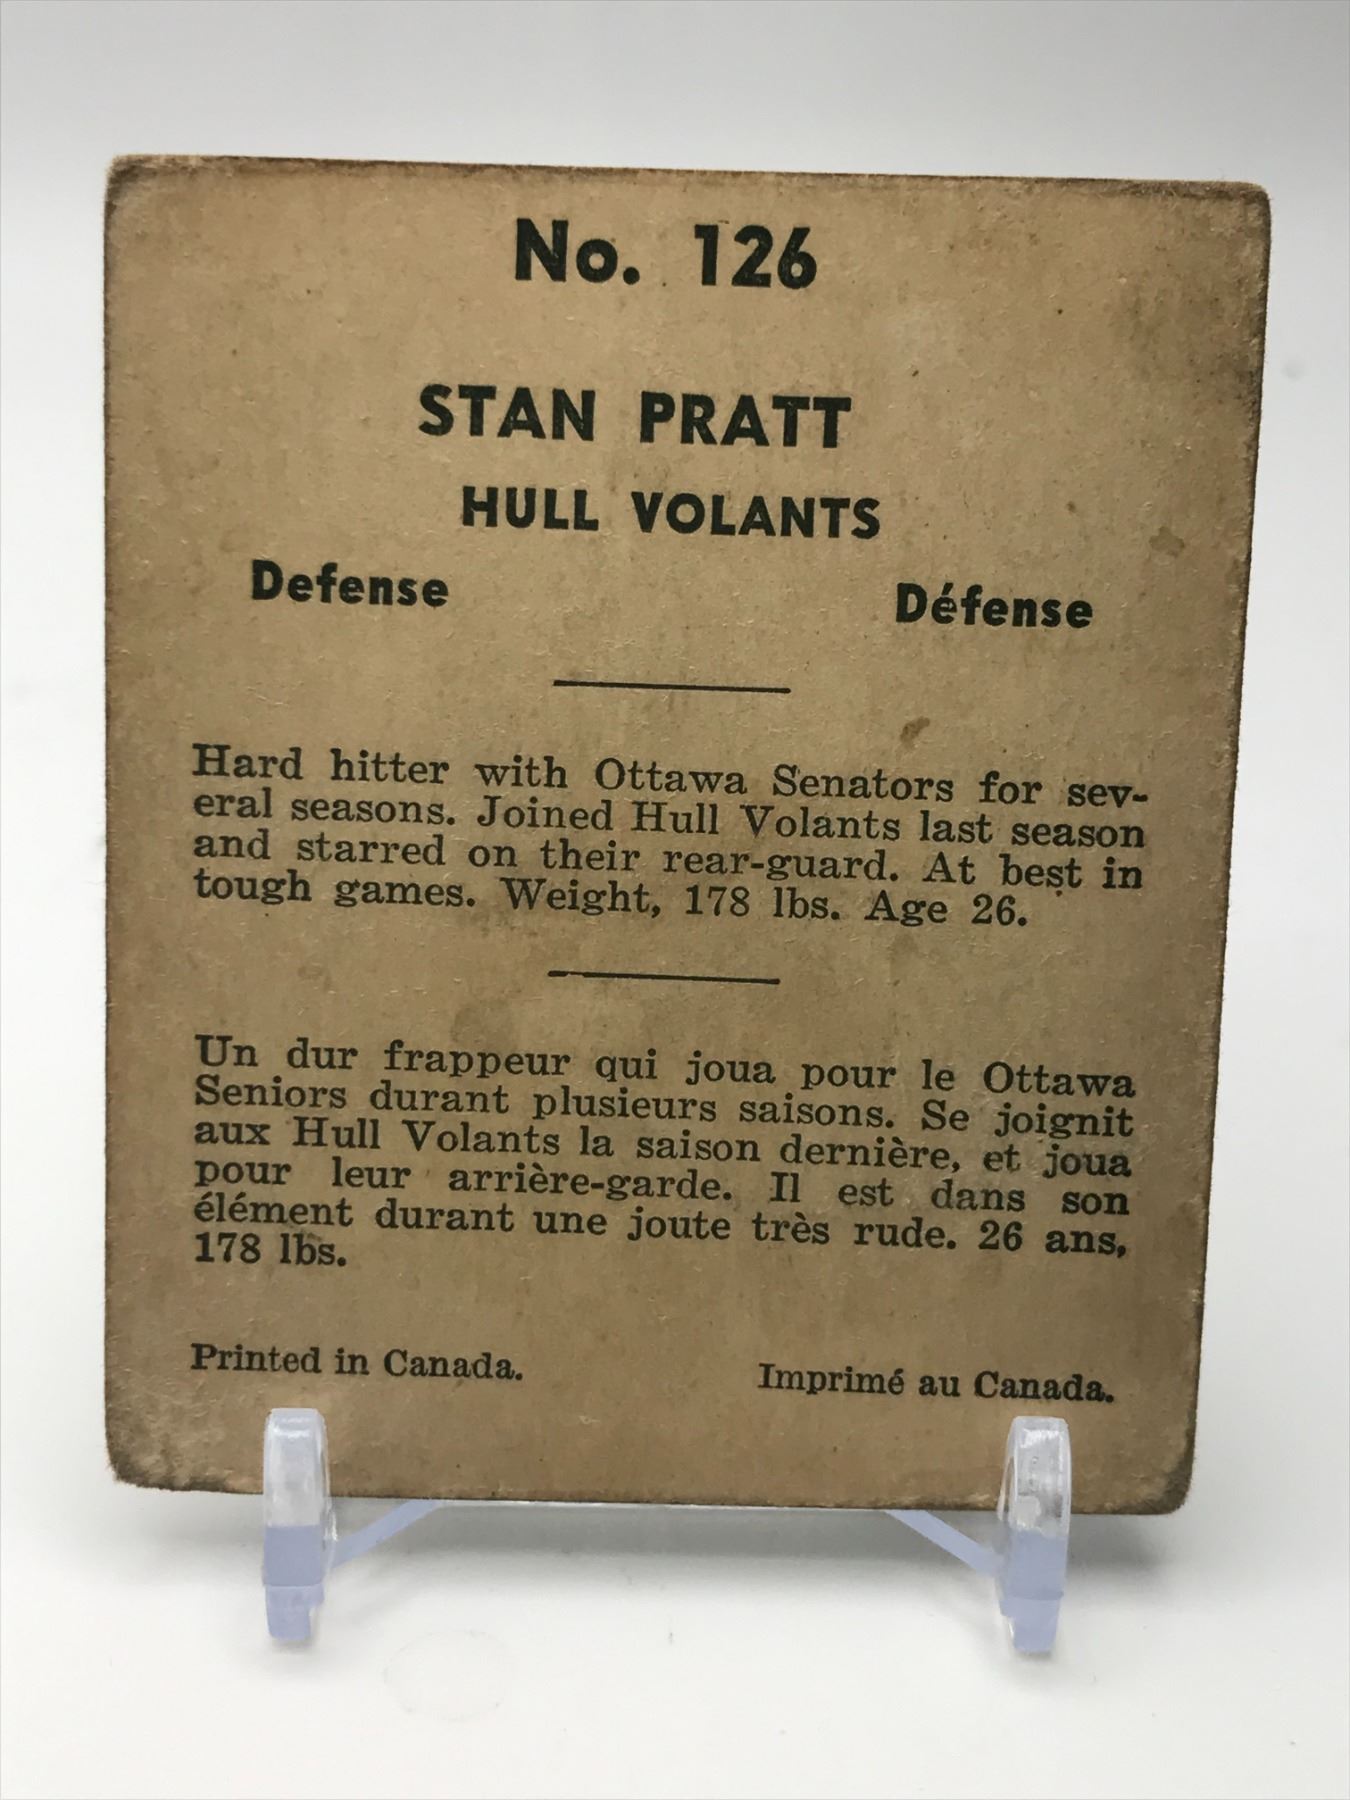 No. 126
STAN PRATT
HULL VOLANTS
Defense Défense
Hard hitter with Ottawa Senators for sev-
eral seasons. Joined Hull Volants last season
and starred on their rear-guard. At best in
tough games. Weight, 178 lbs. Age 26.
Un dur frappeur qui joua pour le Ottawa
Seniors durant plusieurs saisons. Se joignit
aux Hull Volants la saison dernière, et joua
pour leur arrière-garde. Il est dans son
élément durant une joute très rude. 26 ans,
178 lbs.
Printed in Canada. Imprimé au Canada.